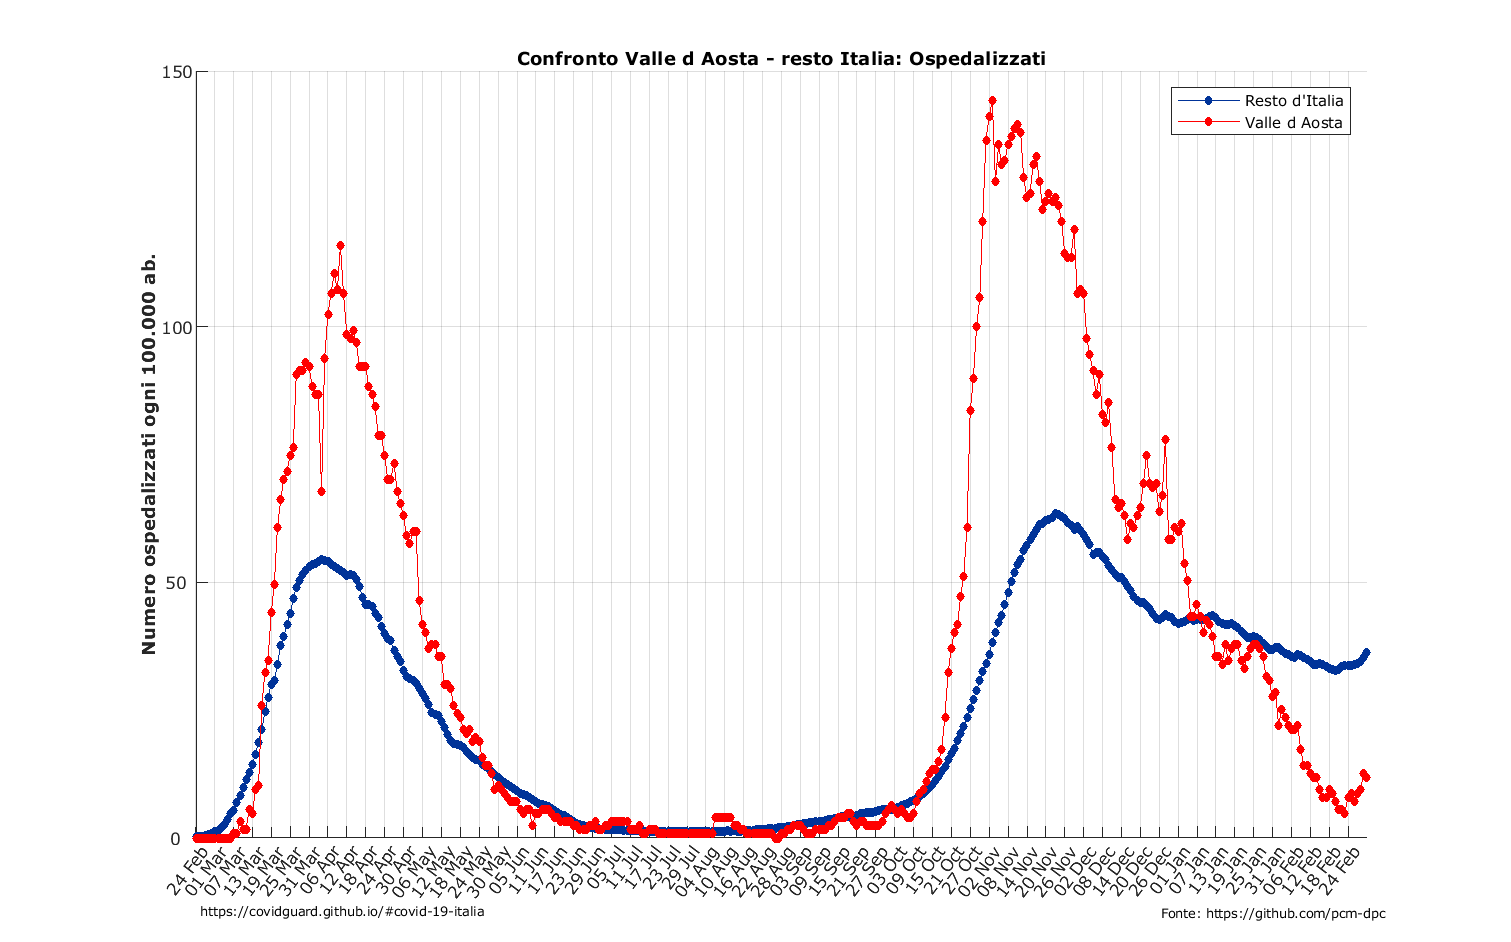 Confronto Valle d Aosta - resto Italia: Ospedalizzati
Resto d'Italia
Valle d Aosta
Numero ospedalizzati ogni 100.000 ab.
150
100
50
0
24 Feb
01 Mar
07 Mar
13 Mar
19 Mar
25 Mar
31 Mar
06 Apr
12 Apr
18 Apr
24 Apr
30 Apr
06 May
12 May
18 May
24 May
30 May
05 Jun
11 Jun
17 Jun
23 Jun
29 Jun
05 Jul
11 Jul
17 Jul
23 Jul
29 Jul
04 Aug
10 Aug
16 Aug
22 Aug
28 Aug
03 Sep
09 Sep
15 Sep
21 Sep
27 Sep
03 Oct
09 Oct
15 Oct
21 Oct
27 Oct
02 Nov
08 Nov
14 Nov
20 Nov
26 Nov
02 Dec
08 Dec
14 Dec
20 Dec
26 Dec
01 Jan
07 Jan
13 Jan
19 Jan
25 Jan
31 Jan
06 Feb
12 Feb
18 Feb
24 Feb
https://covidguard.github.io/#covid-19-italia
Fonte: https://github.com/pcm-dpc